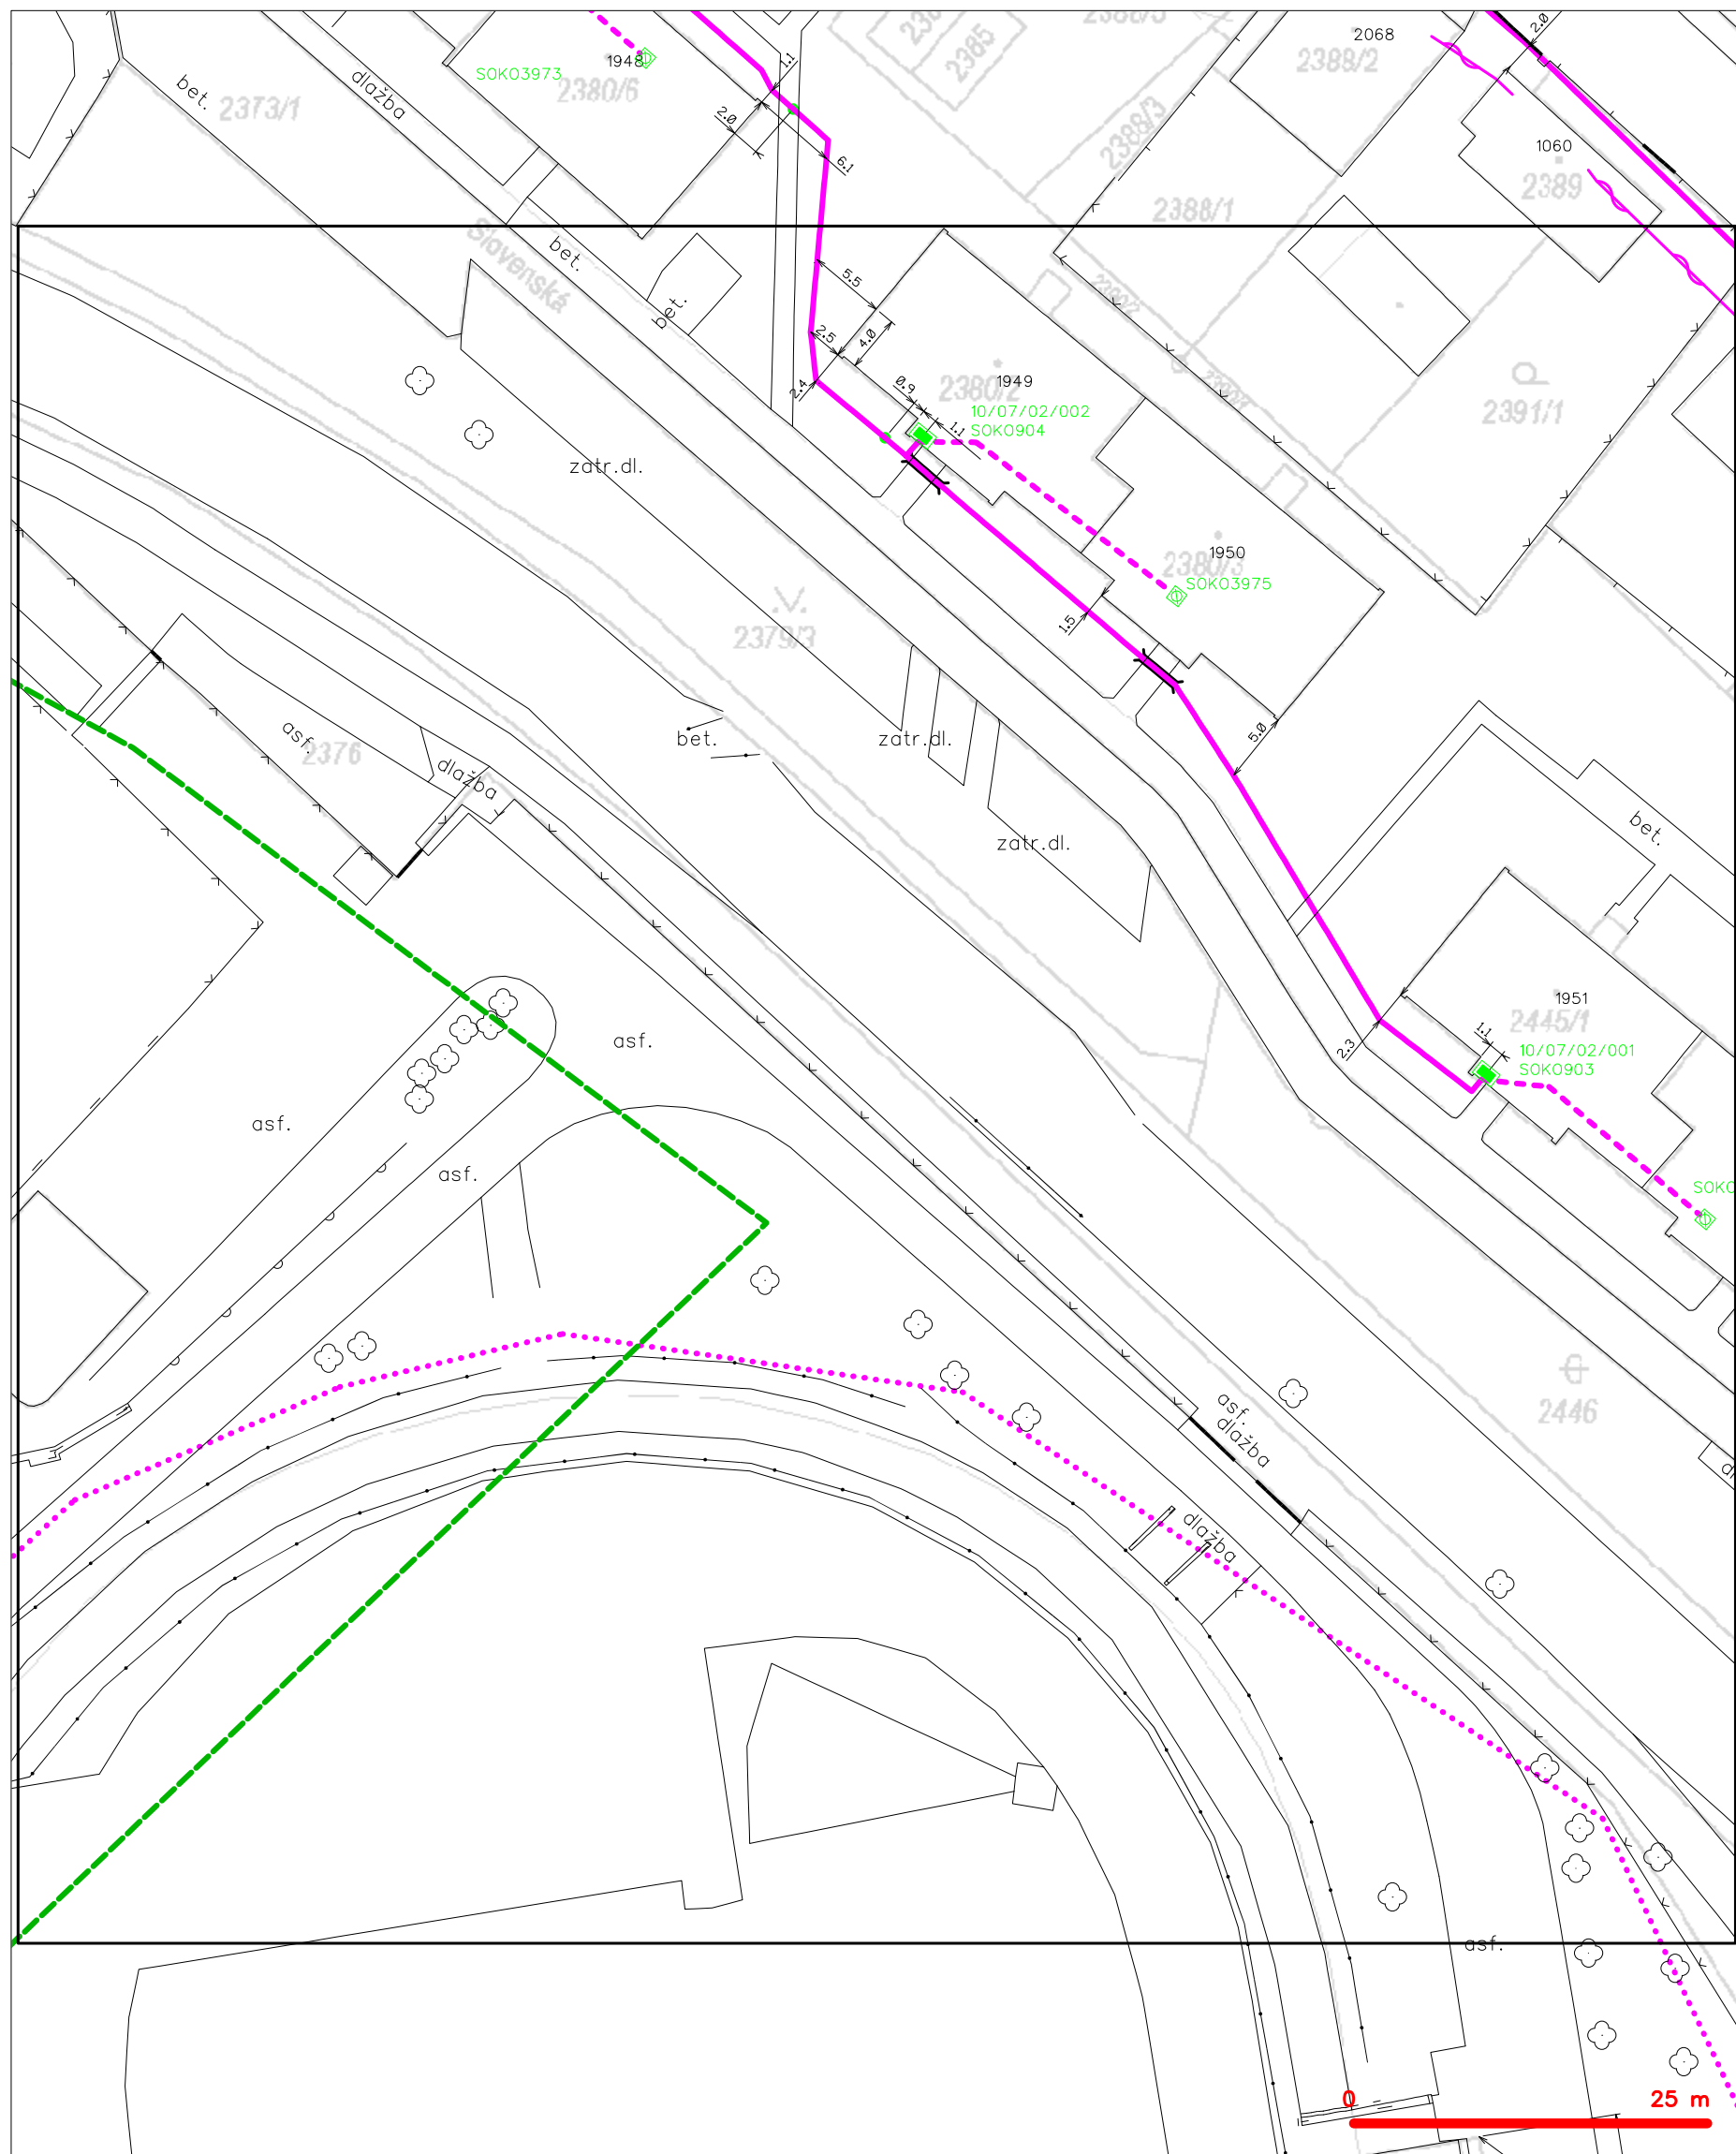 2068
2388/3
2385
1948
SOKO3973
2380/6
2388/2
1.1
2.0
bet.
dlažba
2373/1
2.0
6.1
2388/3
1060
2389
2388/1
Slovenská
bet.
bet.
5.5
2.5
4.0
2.4
0.9
1.1
2380/2
1949
10/07/02/002
SOKO904
2391/1
zatr.dl.
1950
2380/3
SOKO3975
.V.
2379/3
1.5
asf.
2376
bet.
zatr.dl.
5.0
dlažba
zatr.dl.
bet.
1951
2445/1
1.1
2.3
10/07/02/001
SOKO903
asf.
asf.
asf.
SOKO
2446
asf.
dlažba
dlažba
asf.
0
25 m